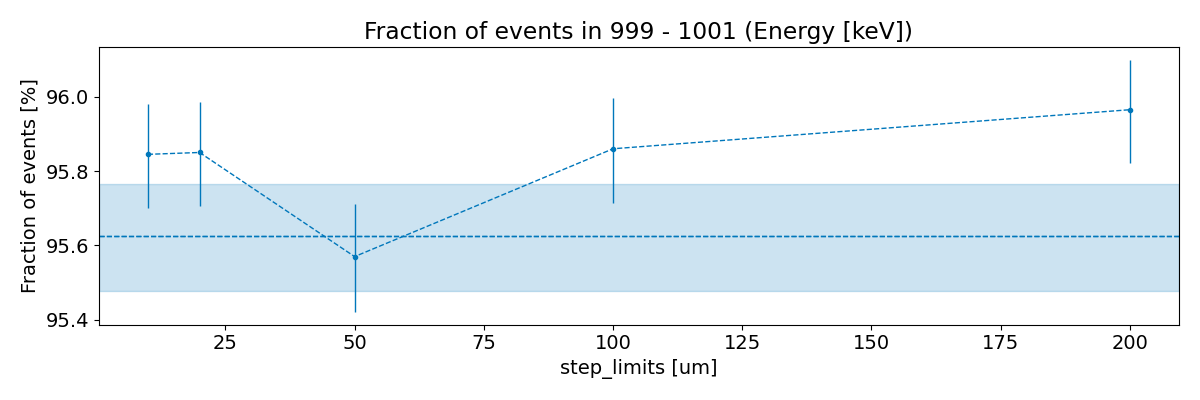 Fraction of events in 999 - 1001 (Energy [keV])
Fraction of events [%]
96.0
95.8
95.6
95.4
25 50 75 100 125 150 175 200
step_limits [um]